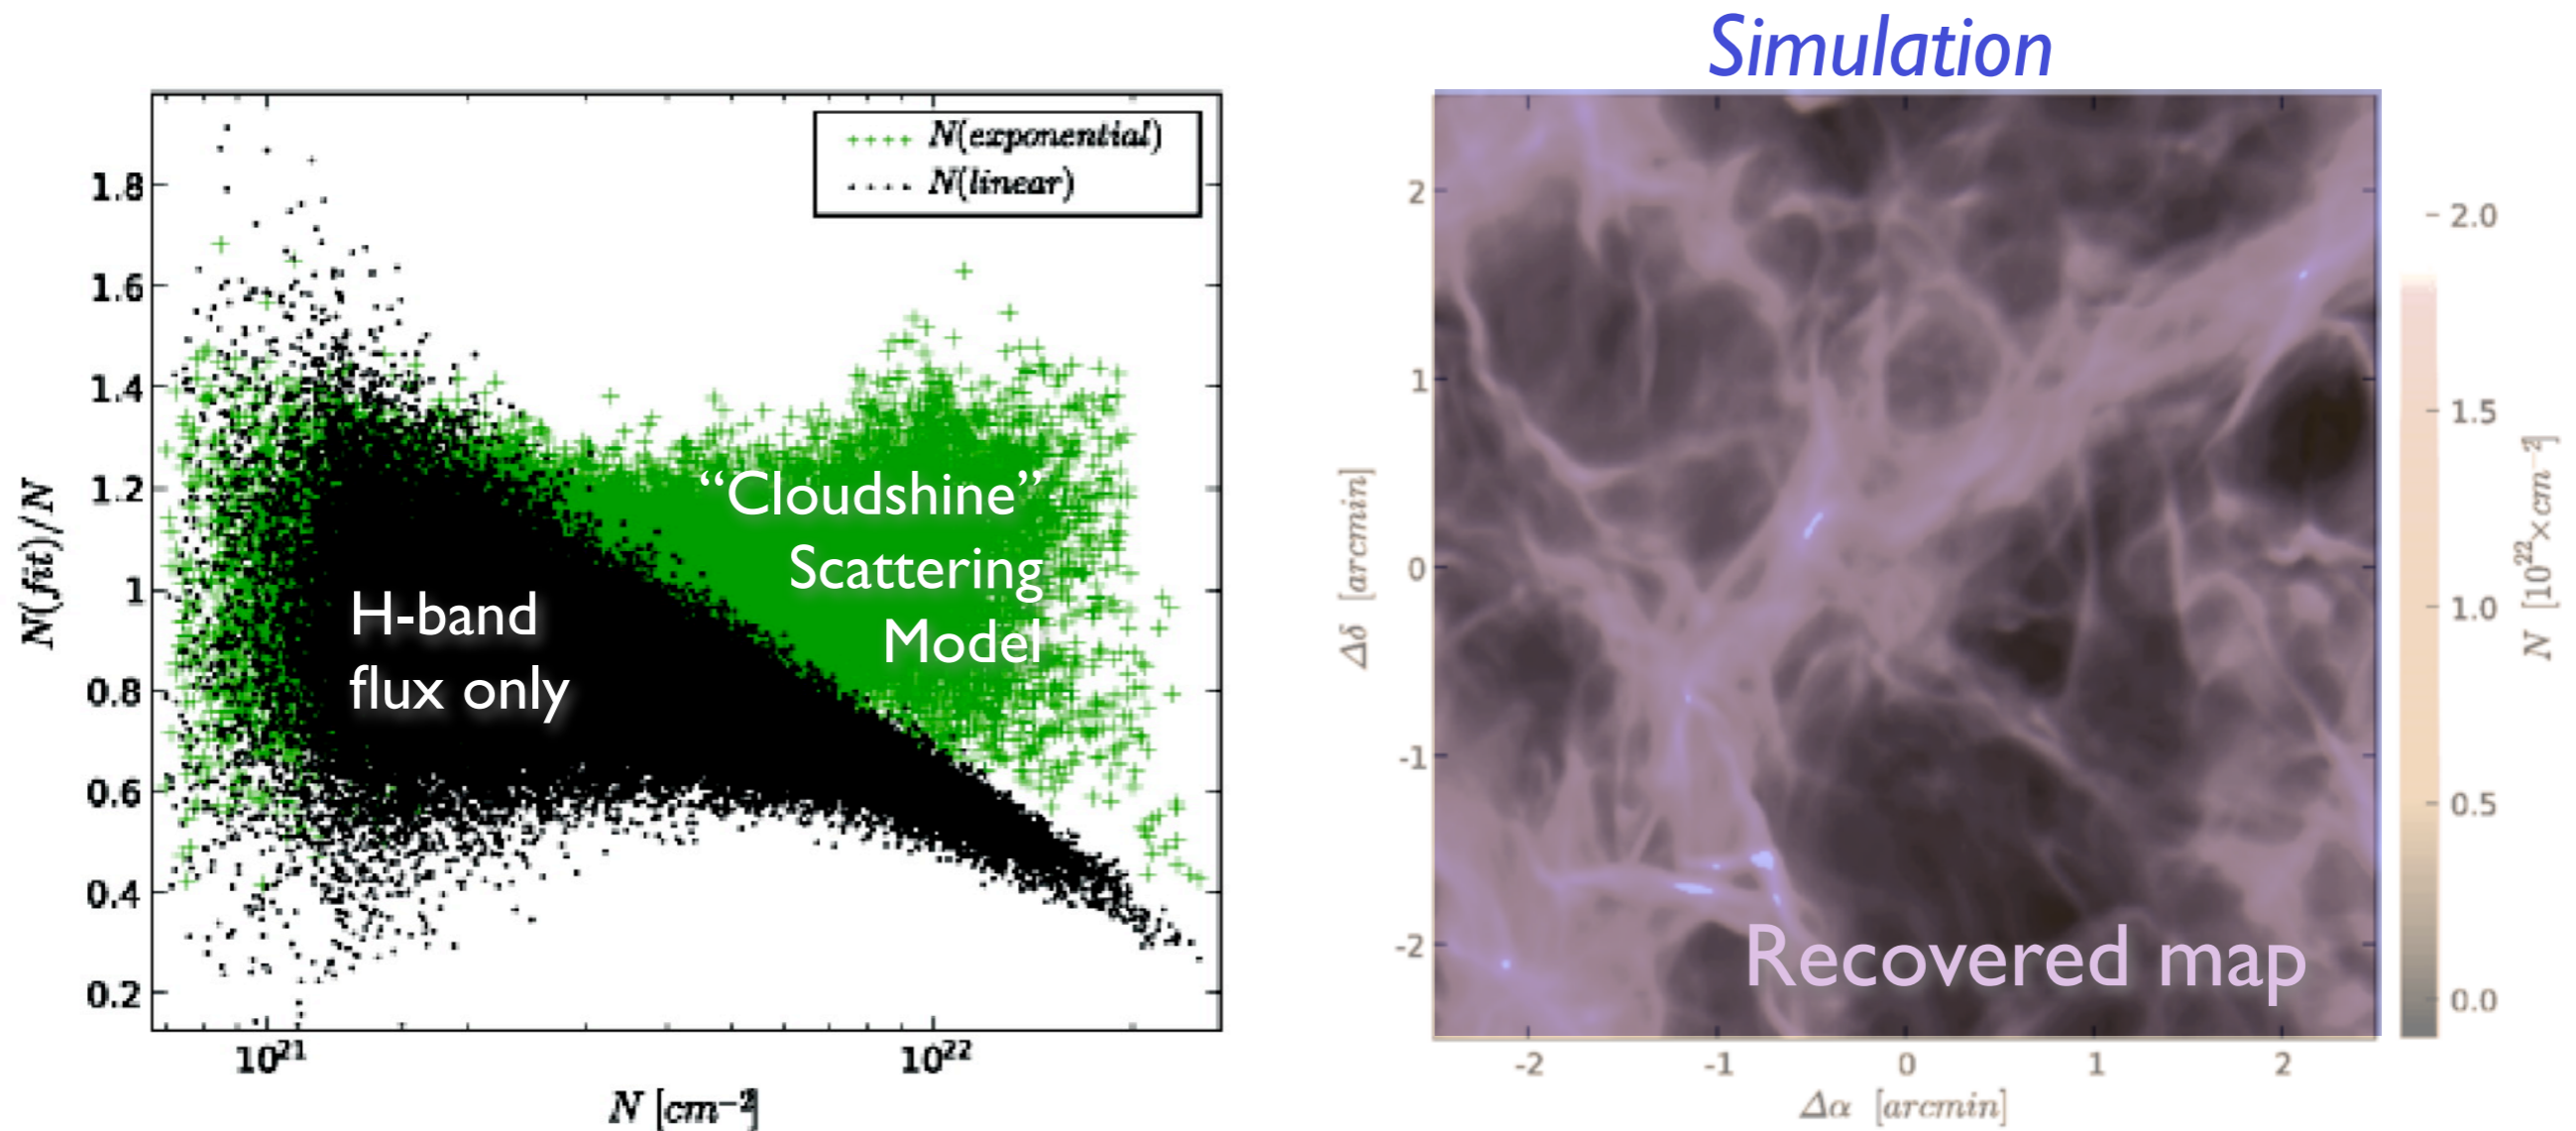 Simulation
N(exponential)
N(linear)
1.8
1.6
1.4
1.2
1
0.8
0.6
0.4
0.2
N(fit)/N
"Cloudshine"
Scattering
Model
H-band
flux only
10²¹
10²²
N [cm⁻²]
2
1
0
-1
-2
Δδ [arcmin]
Recovered map
-2
-1
0
1
2
Δα [arcmin]
2.0
1.5
1.0
0.5
0.0
N [10²²×cm⁻²]